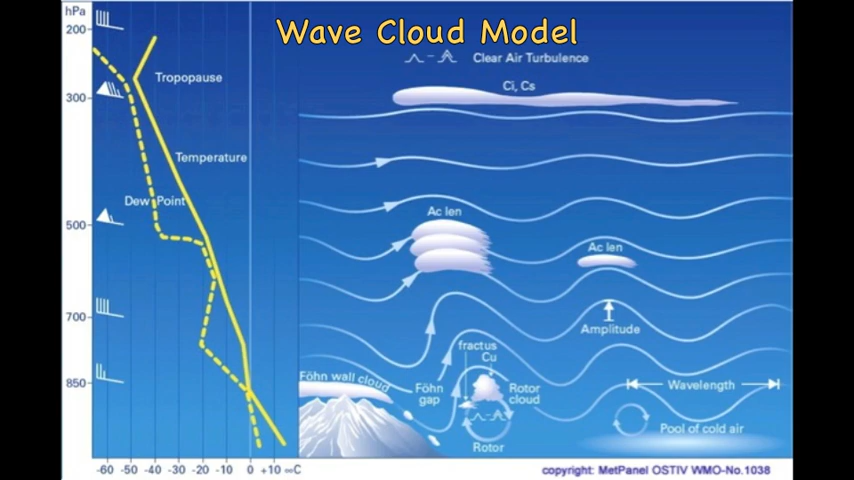 Wave Cloud Model
hPa
200
300
500
700
850
Tropopause
Temperature
Dew Point
-60 -50 -40 -30 -20 -10 0 +10 ∞C
Clear Air Turbulence
Ci, Cs
Ac len
Ac len
Amplitude
fractus
Cu
Föhn wall cloud
Föhn
gap
Rotor
cloud
Wavelength
Pool of cold air
Rotor
copyright: MetPanel OSTIV WMO-No.1038